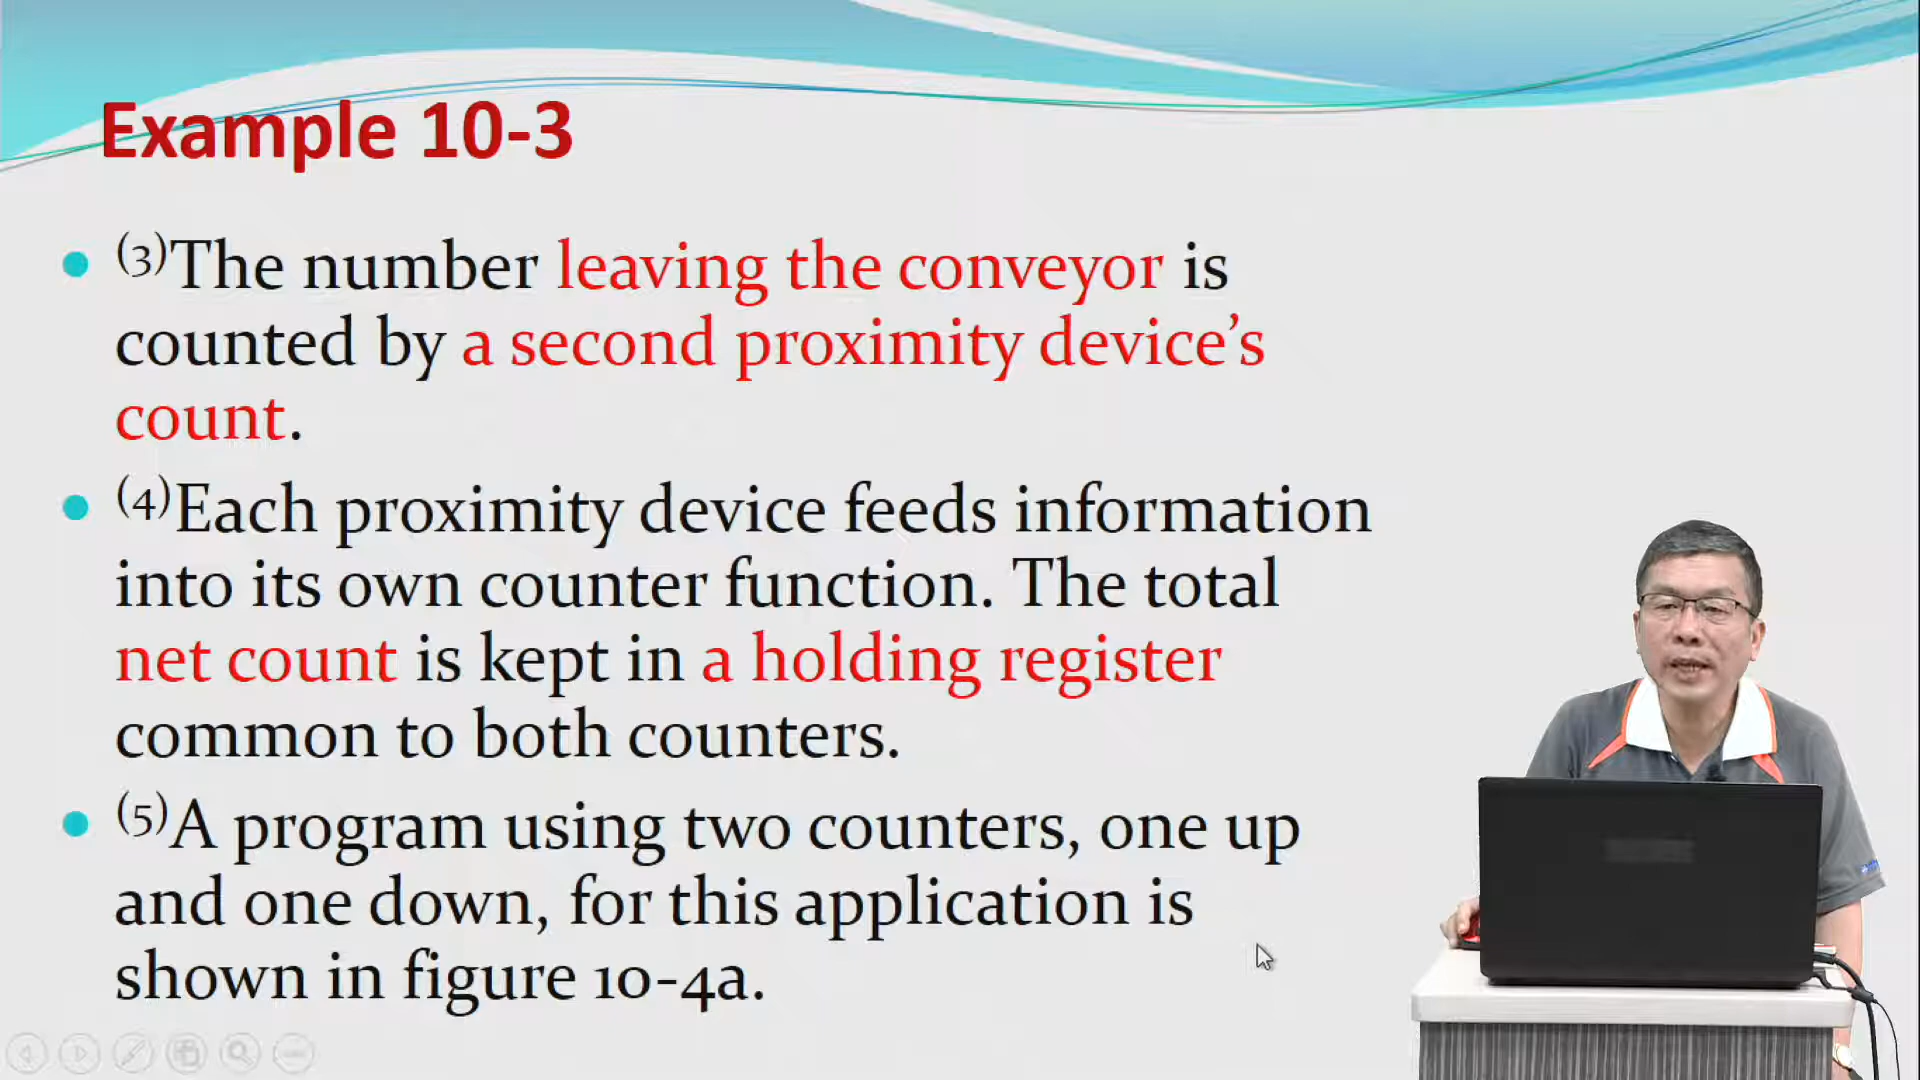 Example 10-3
(3)The number leaving the conveyor is
counted by a second proximity device’s
count.
(4)Each proximity device feeds information
into its own counter function. The total
net count is kept in a holding register
common to both counters.
(5)A program using two counters, one up
and one down, for this application is
shown in figure 10-4a.